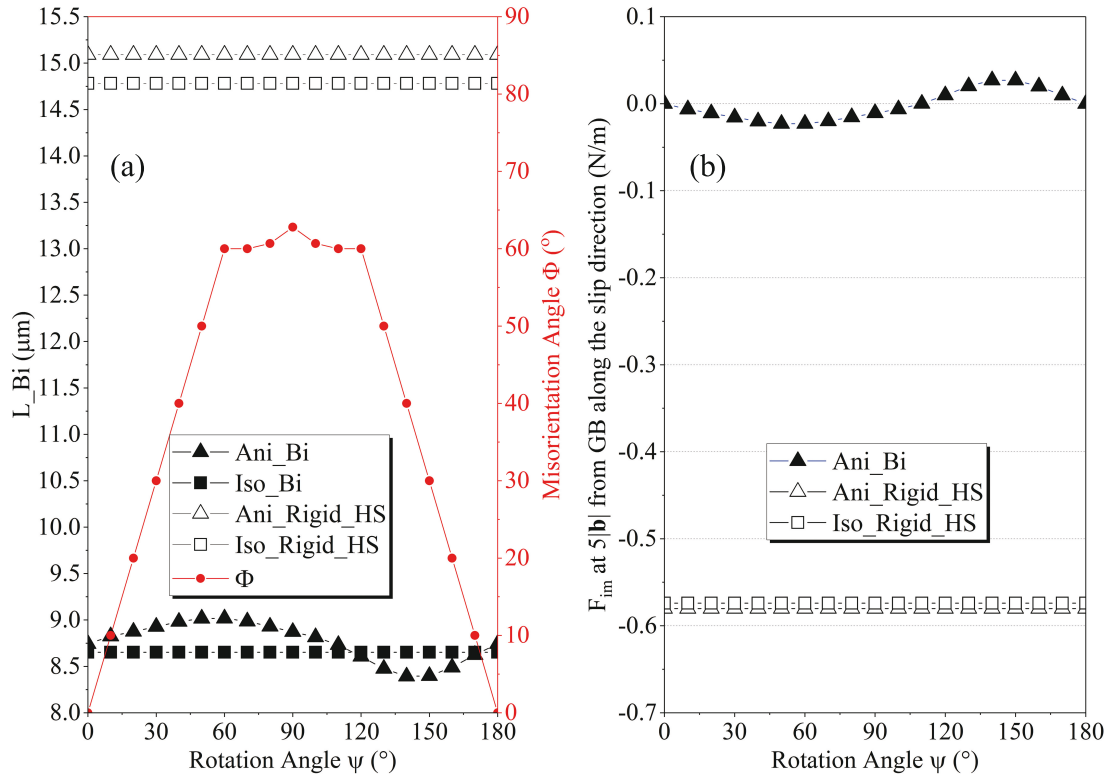 15.5
15.0
14.5
14.0
13.5
13.0
12.5
12.0
11.5
11.0
10.5
10.0
9.5
9.0
8.5
8.0
L_Bi (μm)
0 30 60 90 120 150 180
Rotation Angle ψ (°)
90
80
70
60
50
40
30
20
10
0
Misorientation Angle Φ (°)
(a)
Ani_Bi
Iso_Bi
Ani_Rigid_HS
Iso_Rigid_HS
Φ
0.1
0.0
-0.1
-0.2
-0.3
-0.4
-0.5
-0.6
-0.7
F_im at 5|b| from GB along the slip direction (N/m)
0 30 60 90 120 150 180
Rotation Angle ψ (°)
(b)
Ani_Bi
Ani_Rigid_HS
Iso_Rigid_HS